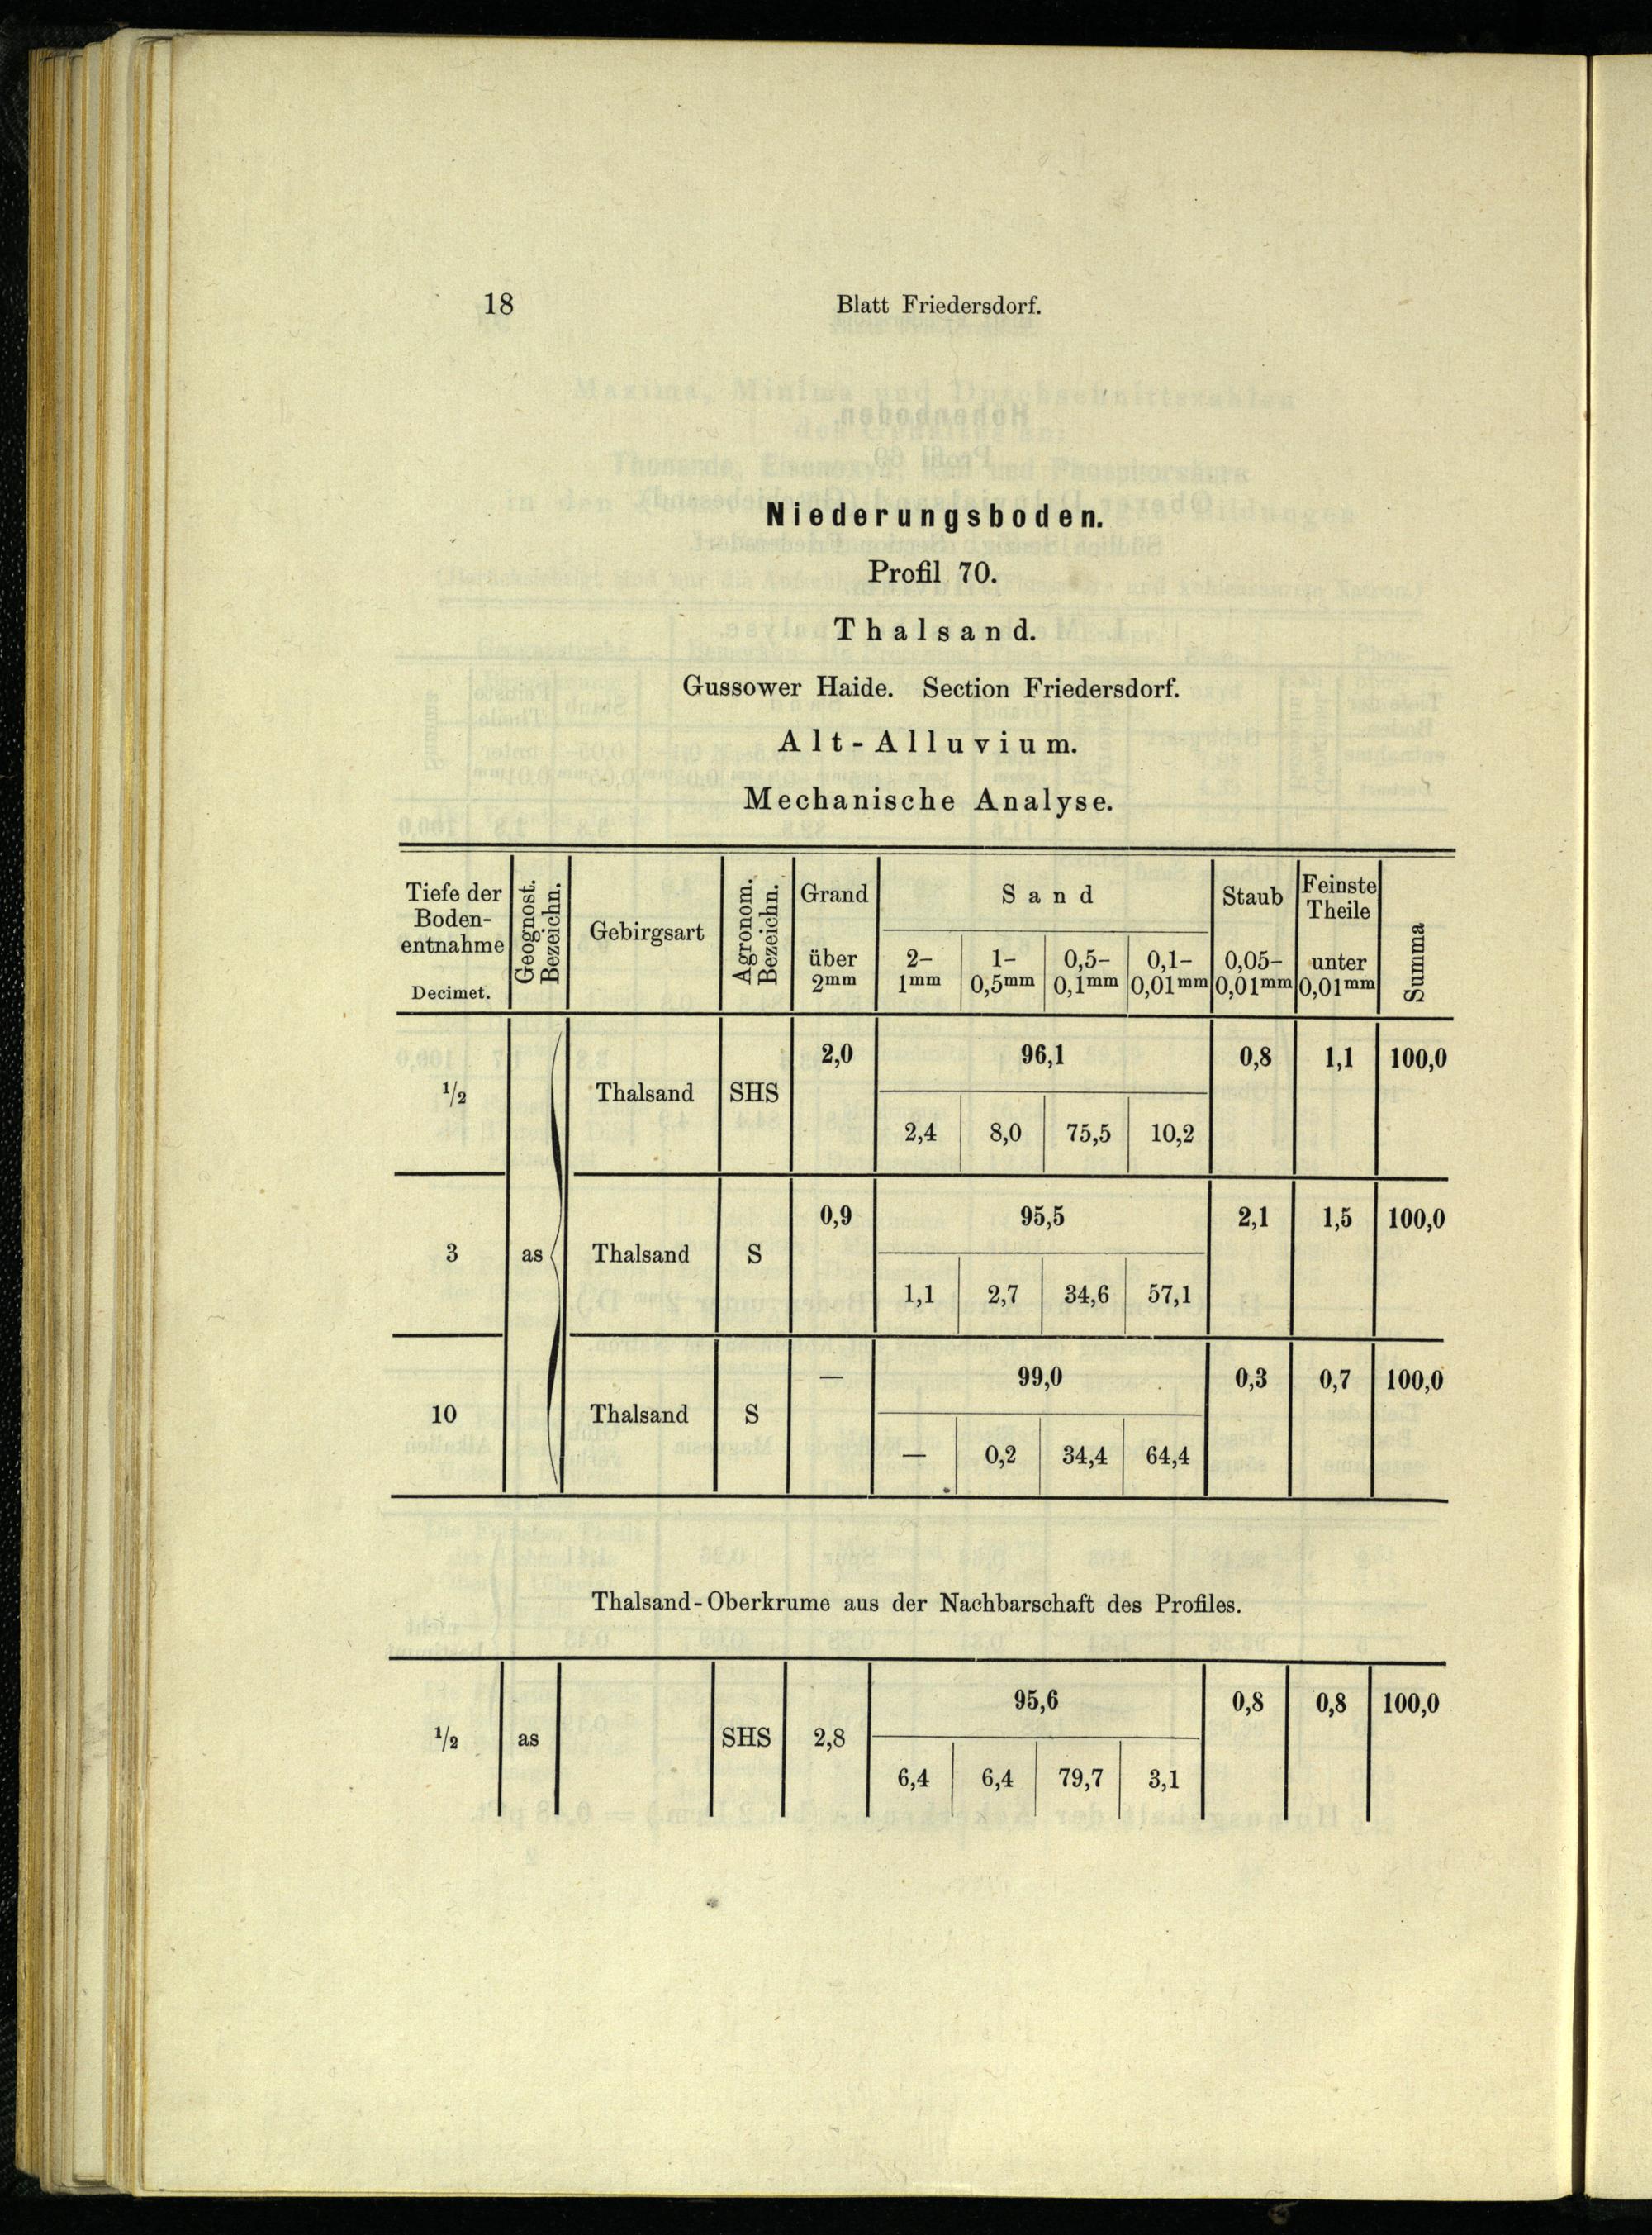 18 Blatt Friedersdorf.
Niederungsboden.
Profil 70.
Thalsand.
Gussower Haide. Section Friedersdorf.
Alt-Alluvium.
Mechanische Analyse.
Tiefe der Boden-entnahme Decimet. | Geognost. Bezeichn. | Gebirgsart | Agronom. Bezeichn. | Grand über 2mm | Sand | Staub 0,05–0,01mm | Feinste Theile unter 0,01mm | Summa
2–1mm | 1–0,5mm | 0,5–0,1mm | 0,1–0,01mm
1/2 | as | Thalsand | SHS | 2,0 | 96,1 | 0,8 | 1,1 | 100,0
2,4 | 8,0 | 75,5 | 10,2
3 | Thalsand | S | 0,9 | 95,5 | 2,1 | 1,5 | 100,0
1,1 | 2,7 | 34,6 | 57,1
10 | Thalsand | S | — | 99,0 | 0,3 | 0,7 | 100,0
— | 0,2 | 34,4 | 64,4
Thalsand-Oberkrume aus der Nachbarschaft des Profiles.
1/2 | as | SHS | 2,8 | 95,6 | 0,8 | 0,8 | 100,0
6,4 | 6,4 | 79,7 | 3,1